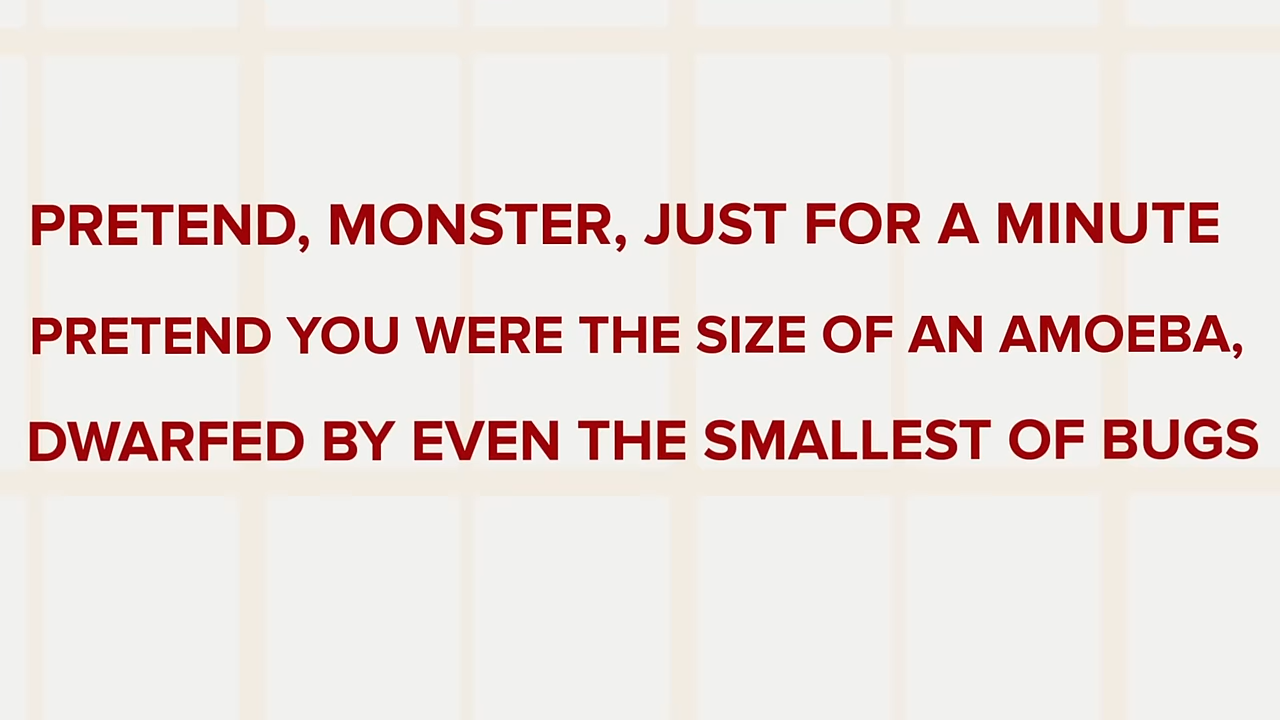 PRETEND, MONSTER, JUST FOR A MINUTE
PRETEND YOU WERE THE SIZE OF AN AMOEBA,
DWARFED BY EVEN THE SMALLEST OF BUGS